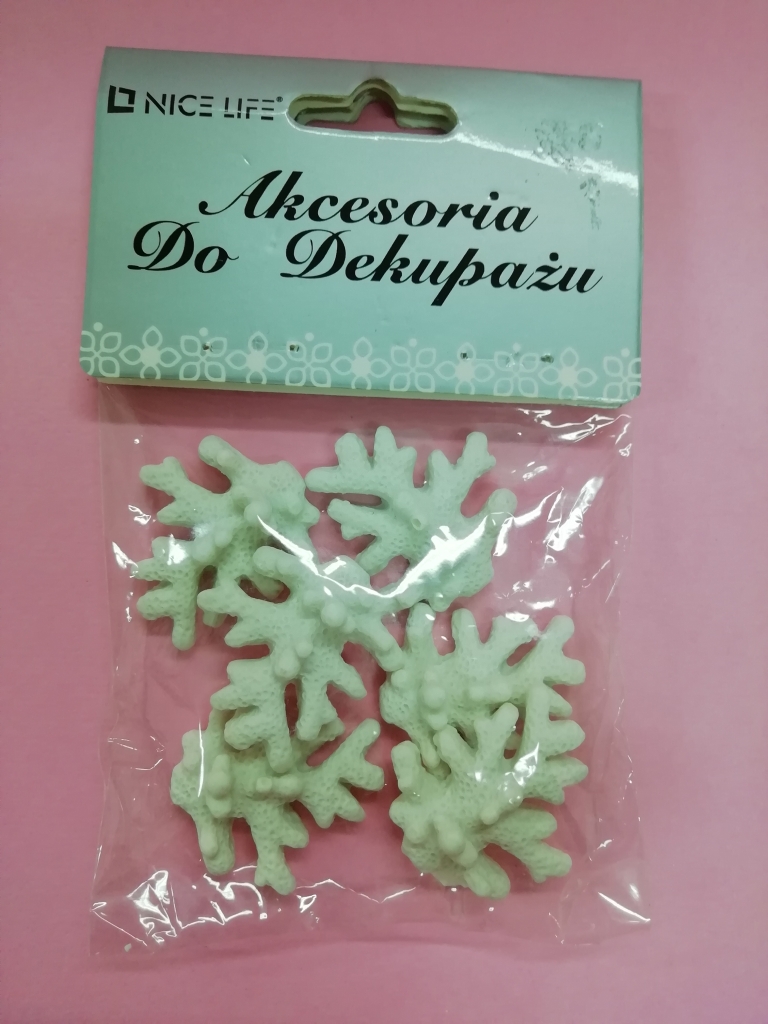 NICE LIFE®
Akcesoria
Do Dekupażu